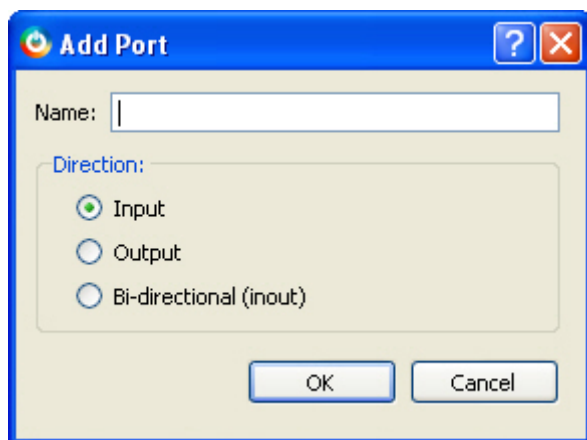 Add Port
?
Name:
Direction:
Input
Output
Bi-directional (inout)
OK Cancel